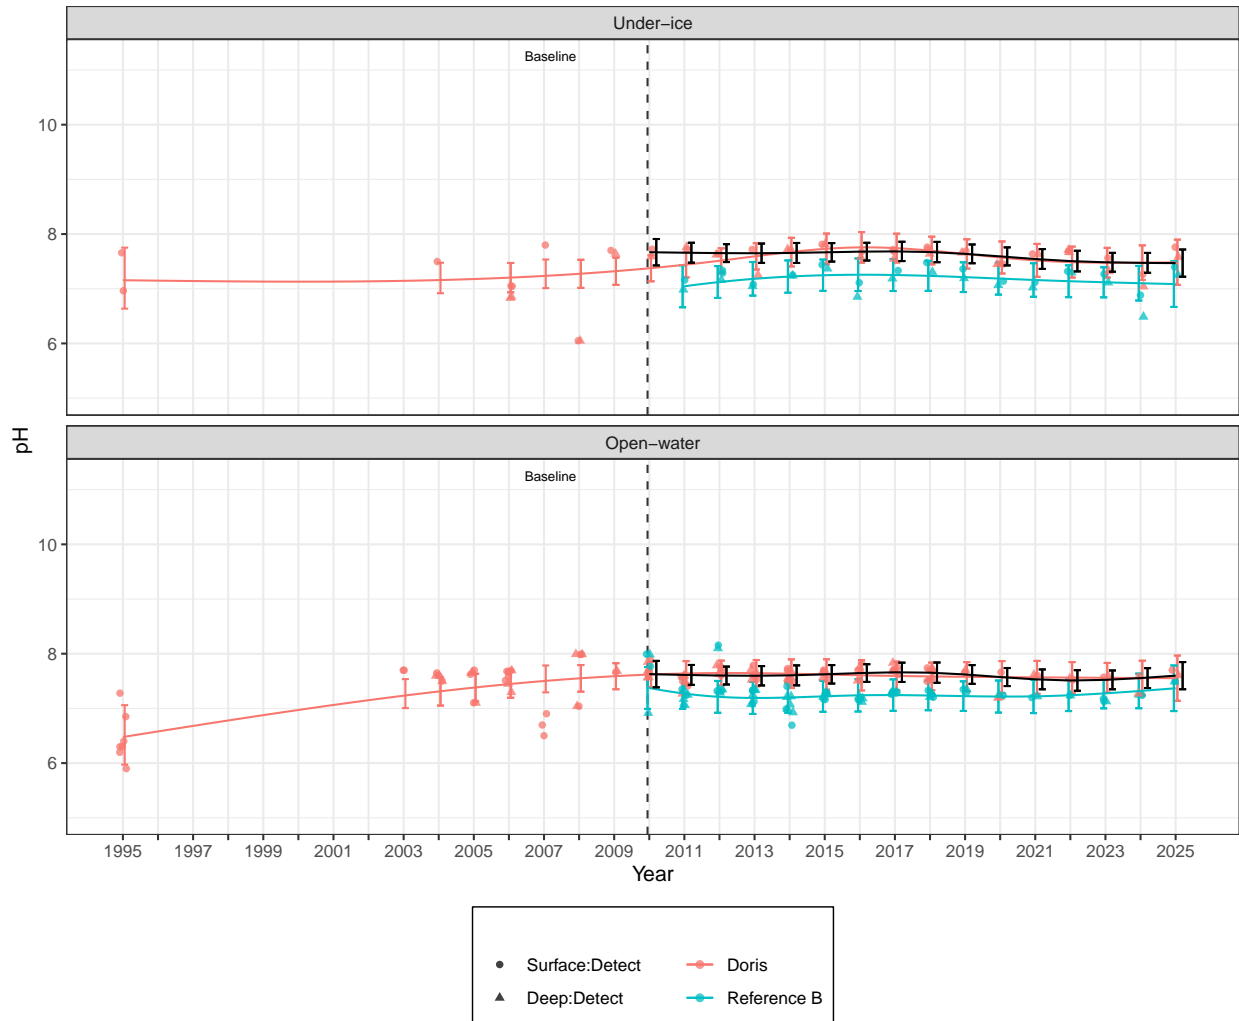 Under−ice
Baseline
10
8
6
pH
Open−water
Baseline
10
8
6
1995 1997 1999 2001 2003 2005 2007 2009 2011 2013 2015 2017 2019 2021 2023 2025
Year
Surface:Detect Doris
Deep:Detect Reference B